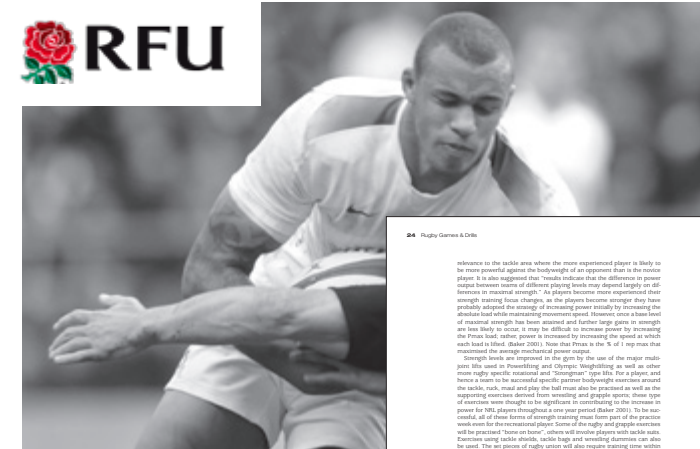 RFU
24 Rugby Games & Drills
relevance to the tackle area where the more experienced player is likely to
be more powerful against the bodyweight of an opponent than is the novice
player. It is also suggested that "results indicate that the difference in power
output between teams of different playing levels may depend largely on dif-
ferences in maximal strength." As players become more experienced their
strength training focus changes, as the players become stronger they have
probably adopted the strategy of increasing power initially by increasing the
absolute load while maintaining movement speed. However, once a base level
of maximal strength has been attained and further large gains in strength
are less likely to occur, it may be difficult to increase power by increasing
the Pmax load; rather, power is increased by increasing the speed at which
each load is lifted. (Baker 2001). Note that Pmax is the % of 1 rep max that
maximised the average mechanical power output.
Strength levels are improved in the gym by the use of the major multi-
join lifts used in Powerlifting and Olympic Weightlifting as well as other
more rugby specific rotational and "Strongman" type lifts. For a player, and
hence a team to be successful specific partner bodyweight exercises around
the tackle, ruck, maul and play the ball must also be practised as well as the
supporting exercises derived from wrestling and grapple sports; these type
of exercises were thought to be significant in contributing to the increase in
power for NRL players throughout a one year period (Baker 2001). To be suc-
cessful, all of these forms of strength training must form part of the practice
week even for the recreational player. Some of the rugby and grapple exercises
will be practised "bone on bone", others will involve players with tackle suits.
Exercises using tackle shields, tackle bags and wrestling dummies can also
be used. The set pieces of rugby union will also require training time within